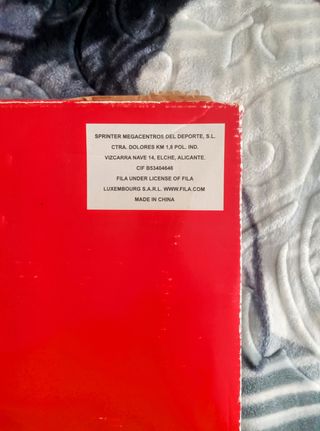 SPRINTER MEGACENTROS DEL DEPORTE, S.L.
CTRA. DOLORES KM 1,8 POL. IND.
VIZCARRA NAVE 14, ELCHE, ALICANTE.
CIF B53404646
FILA UNDER LICENSE OF FILA
LUXEMBOURG S.A.R.L. WWW.FILA.COM
MADE IN CHINA